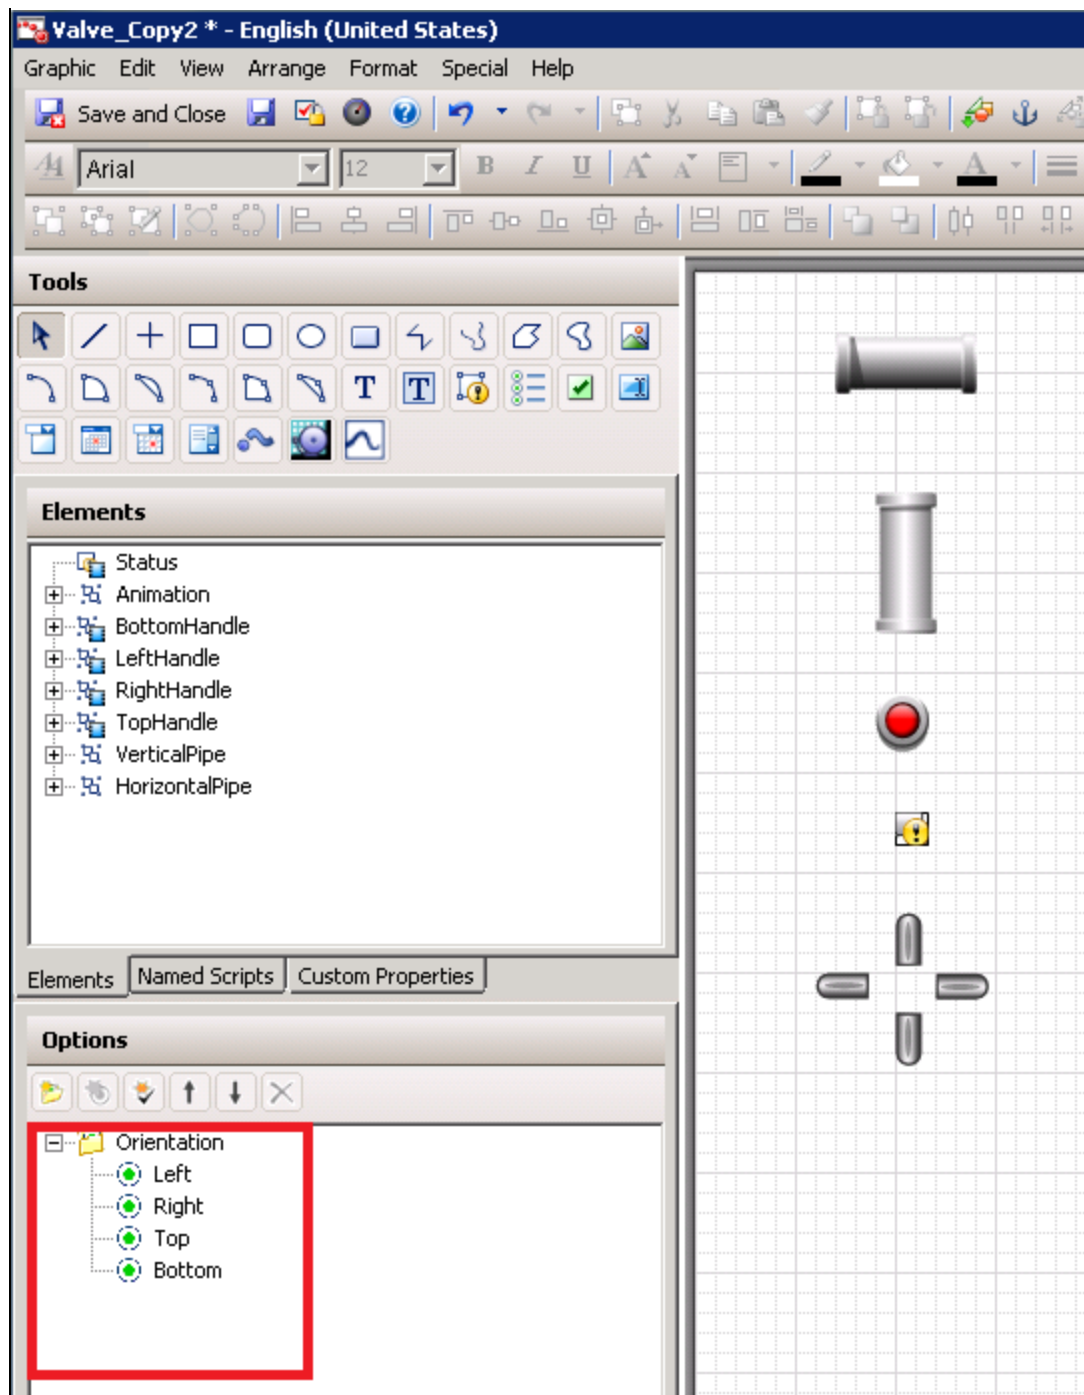 Valve_Copy2 * - English (United States)
Graphic Edit View Arrange Format Special Help
Save and Close
Arial 12 B I U A A A
Tools
T T
Elements
Status
Animation
BottomHandle
LeftHandle
RightHandle
TopHandle
VerticalPipe
HorizontalPipe
Elements Named Scripts Custom Properties
Options
Orientation
Left
Right
Top
Bottom